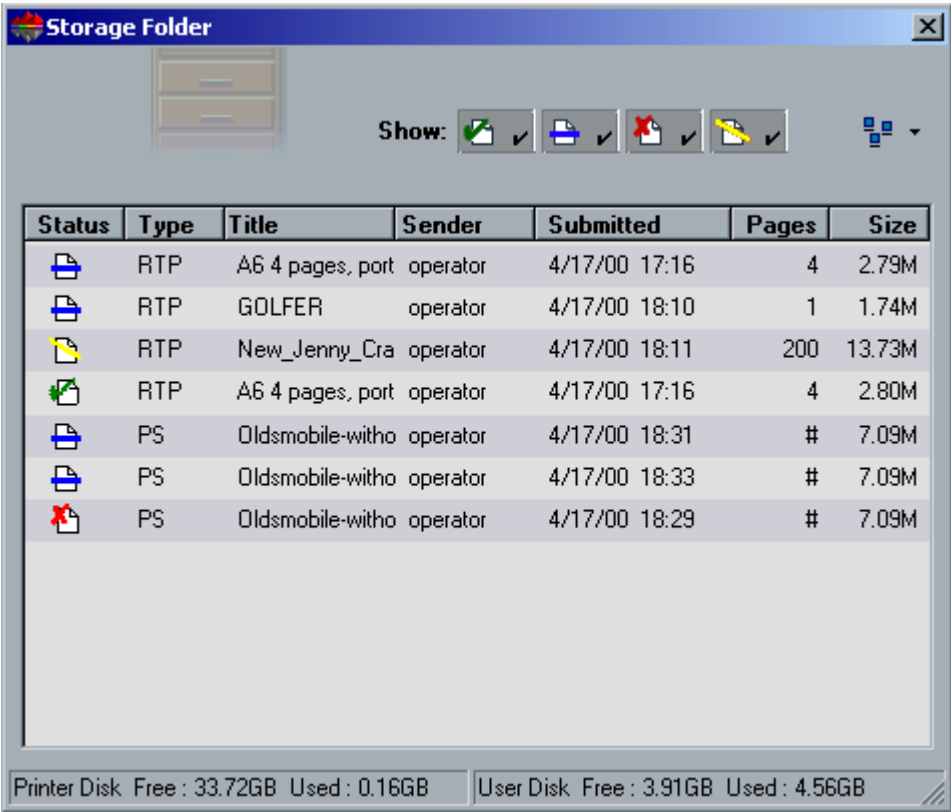 Storage Folder
Show:
Status Type Title Sender Submitted Pages Size
RTP A6 4 pages, port operator 4/17/00 17:16 4 2.79M
RTP GOLFER operator 4/17/00 18:10 1 1.74M
RTP New_Jenny_Cra operator 4/17/00 18:11 200 13.73M
RTP A6 4 pages, port operator 4/17/00 17:16 4 2.80M
PS Oldsmobile-witho operator 4/17/00 18:31 # 7.09M
PS Oldsmobile-witho operator 4/17/00 18:33 # 7.09M
PS Oldsmobile-witho operator 4/17/00 18:29 # 7.09M
Printer Disk Free : 33.72GB Used : 0.16GB User Disk Free : 3.91GB Used : 4.56GB